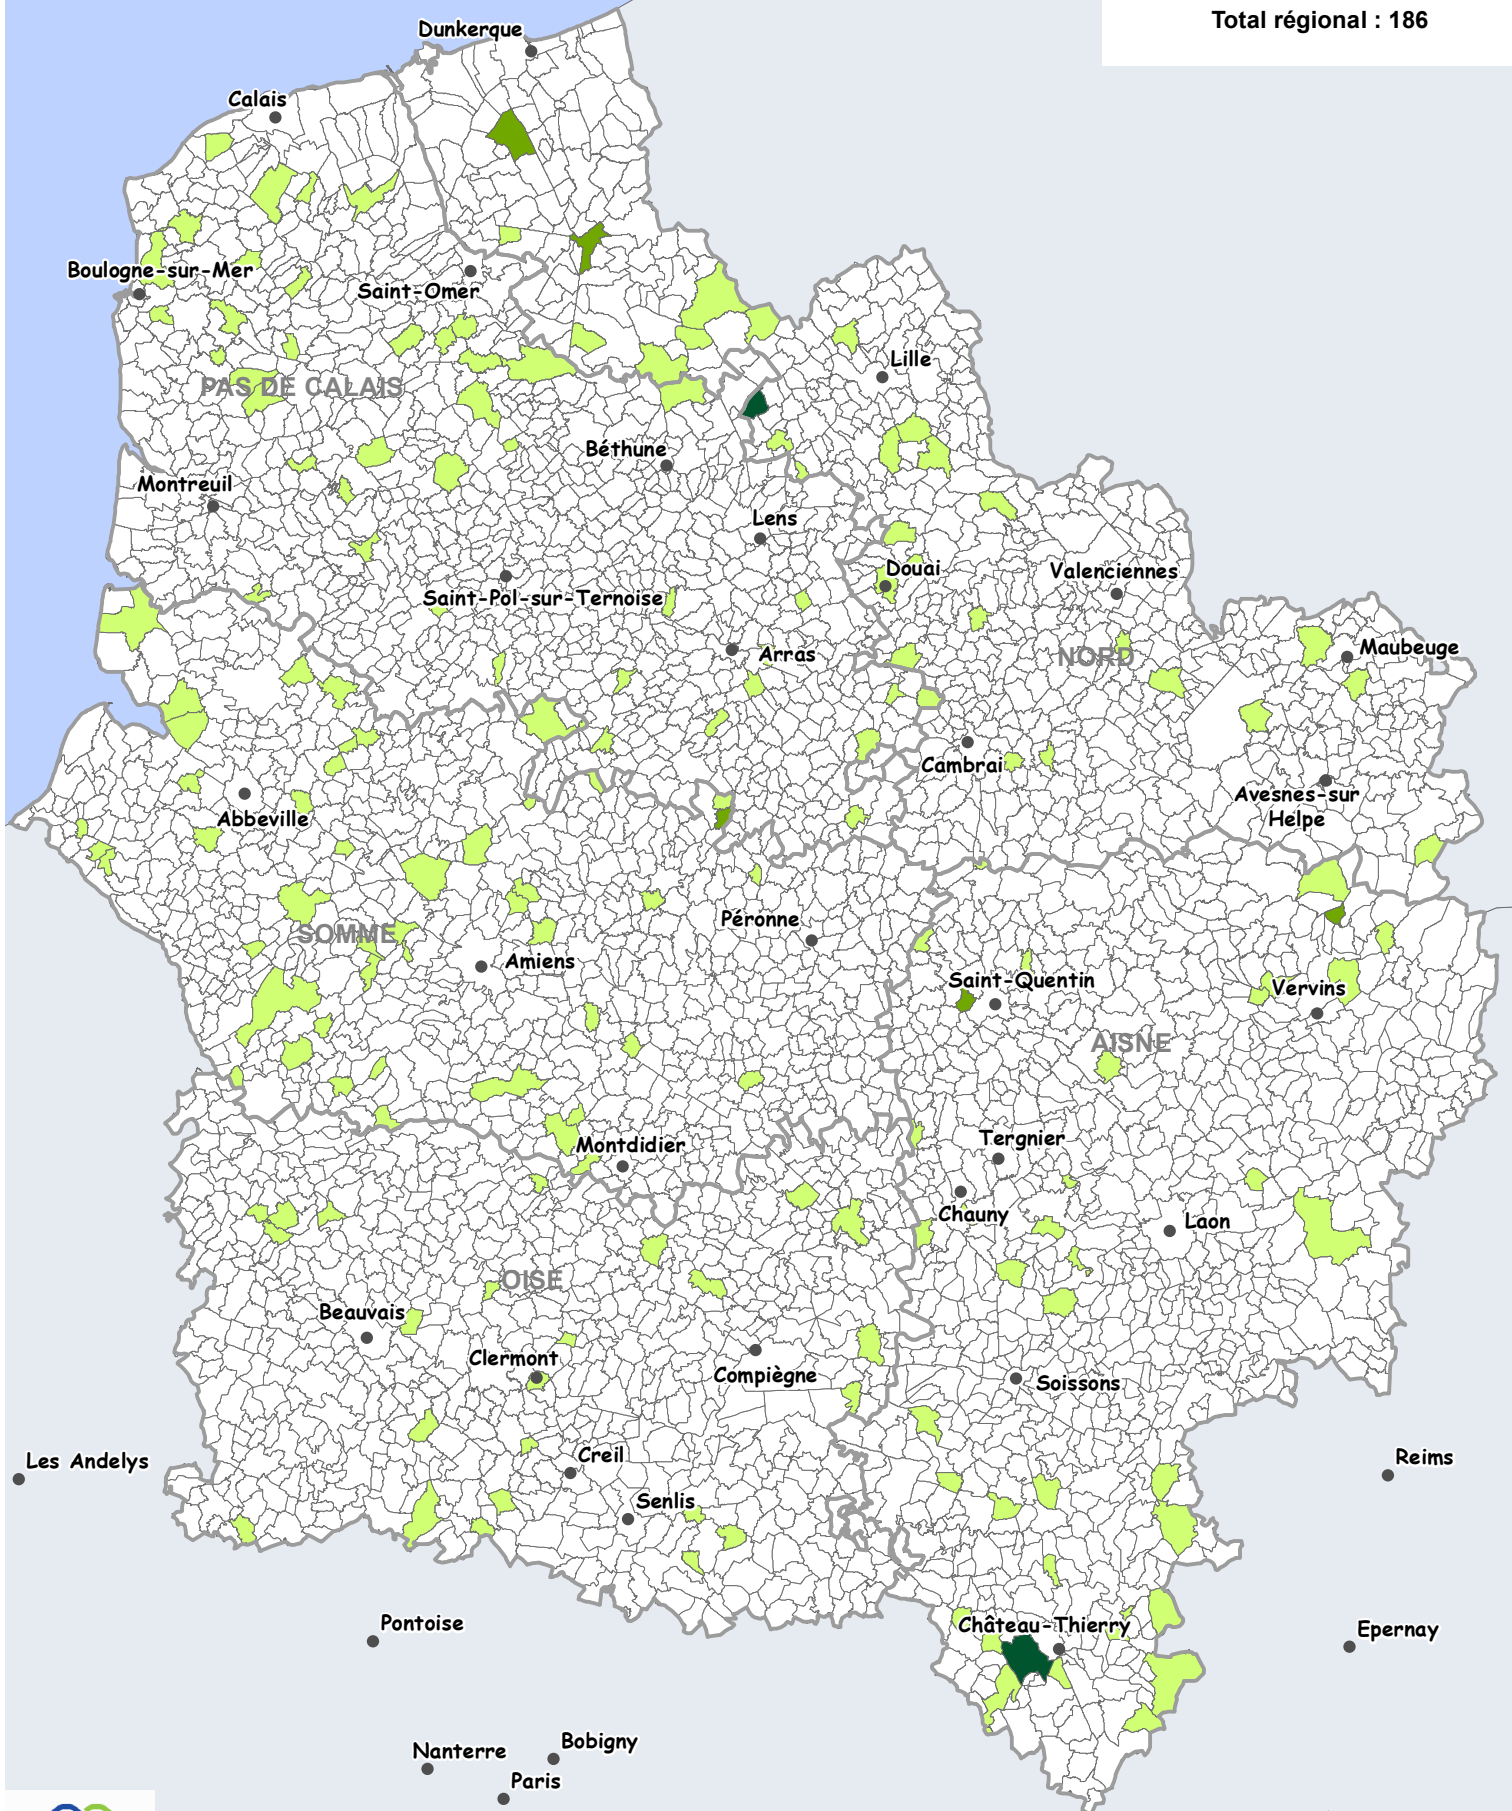 Total régional : 186
Dunkerque
Calais
Boulogne-sur-Mer
Saint-Omer
Lille
PAS DE CALAIS
Béthune
Montreuil
Lens
Douai
Valenciennes
Saint-Pol-sur-Ternoise
Arras
NORD
Maubeuge
Cambrai
Avesnes-sur
Helpe
Abbeville
Péronne
SOMME
Amiens
Saint-Quentin
Vervins
AISNE
Tergnier
Montdidier
Chauny
Laon
OISE
Beauvais
Clermont
Compiègne
Soissons
Les Andelys
Creil
Reims
Senlis
Pontoise
Château-Thierry
Epernay
Nanterre
Bobigny
Paris